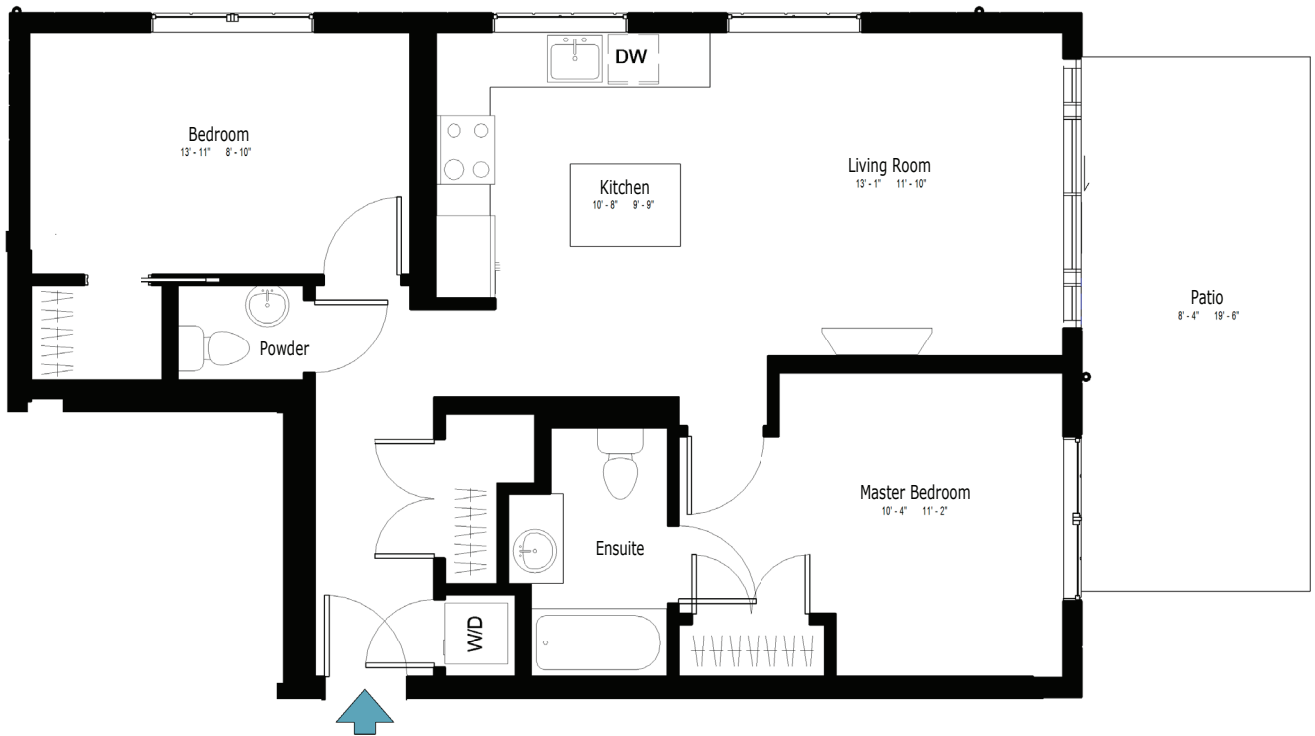 DW
Bedroom
13' - 11" 8' - 10"
Living Room
13' - 1" 11' - 10"
Kitchen
10' - 8" 9' - 9"
Patio
8' - 4" 19' - 6"
Powder
Master Bedroom
10' - 4" 11' - 2"
Ensuite
W/D